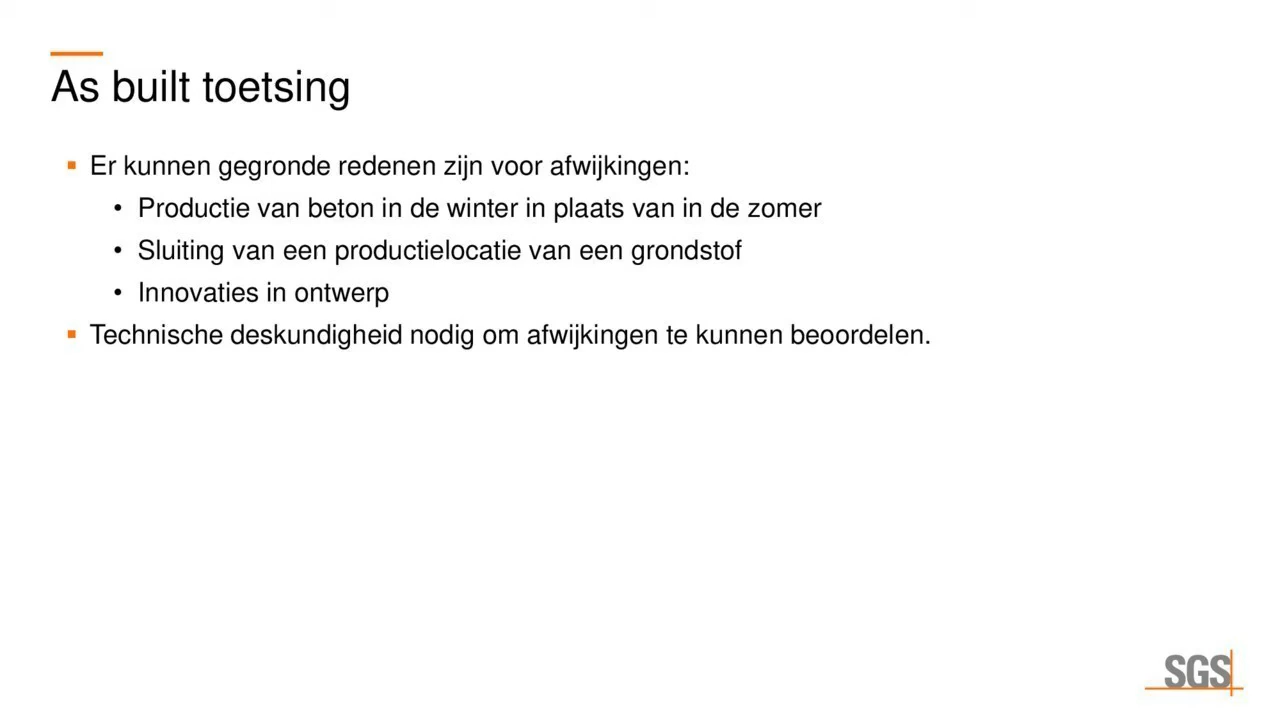 As built toetsing
▪ Er kunnen gegronde redenen zijn voor afwijkingen:
• Productie van beton in de winter in plaats van in de zomer
• Sluiting van een productielocatie van een grondstof
• Innovaties in ontwerp
▪ Technische deskundigheid nodig om afwijkingen te kunnen beoordelen.
SGS